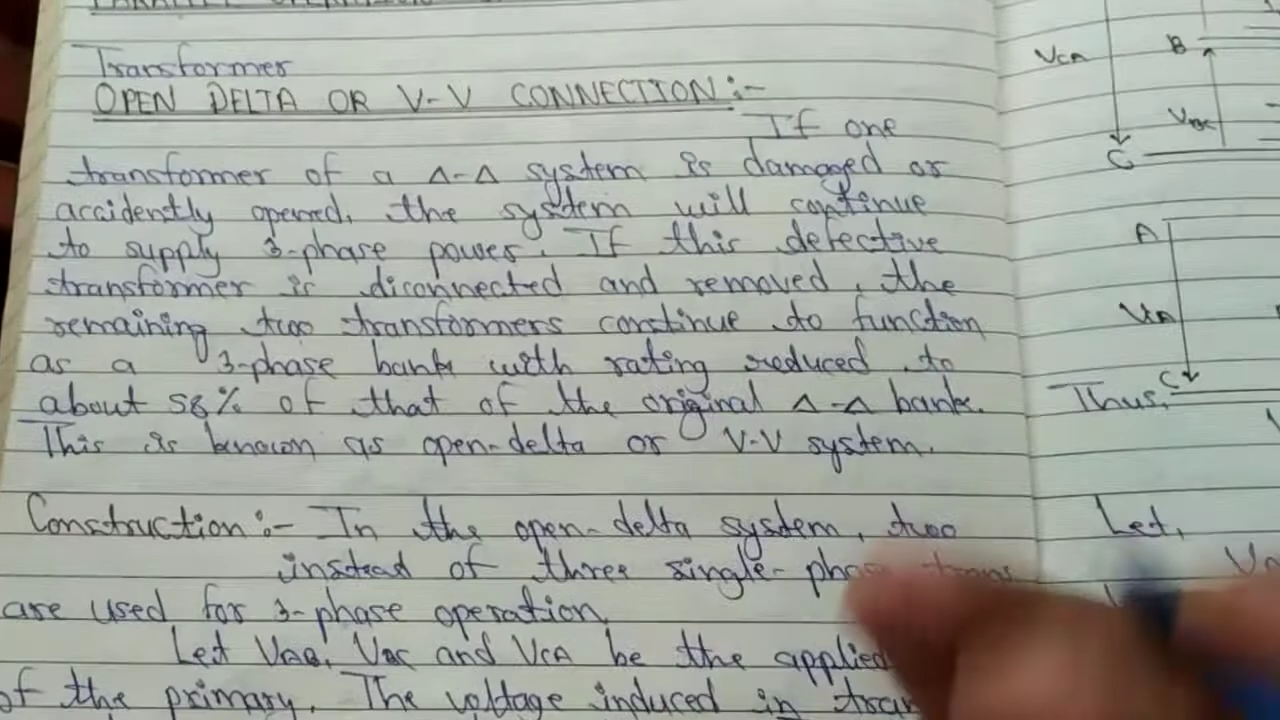 Transformer
OPEN DELTA OR V-V CONNECTION:-
If one
transformer of a Δ-Δ system is damaged or
accidently opened, the system will continue
to supply 3-phase power. If this defective
transformer is diconnected and removed, the
remaining two transformers continue to function
as a 3-phase bank with rating reduced to
about 58% of that of the original Δ-Δ bank.
This is known as open-delta or V-V system.
Construction:- In the open-delta system, two
instead of three single-phase
are used for 3-phase operation.
Let VAB, VBC and VCA be the applied
of the primary. The voltage induced in
VCA
B
VBC
C
A
C
Thus,
Let,